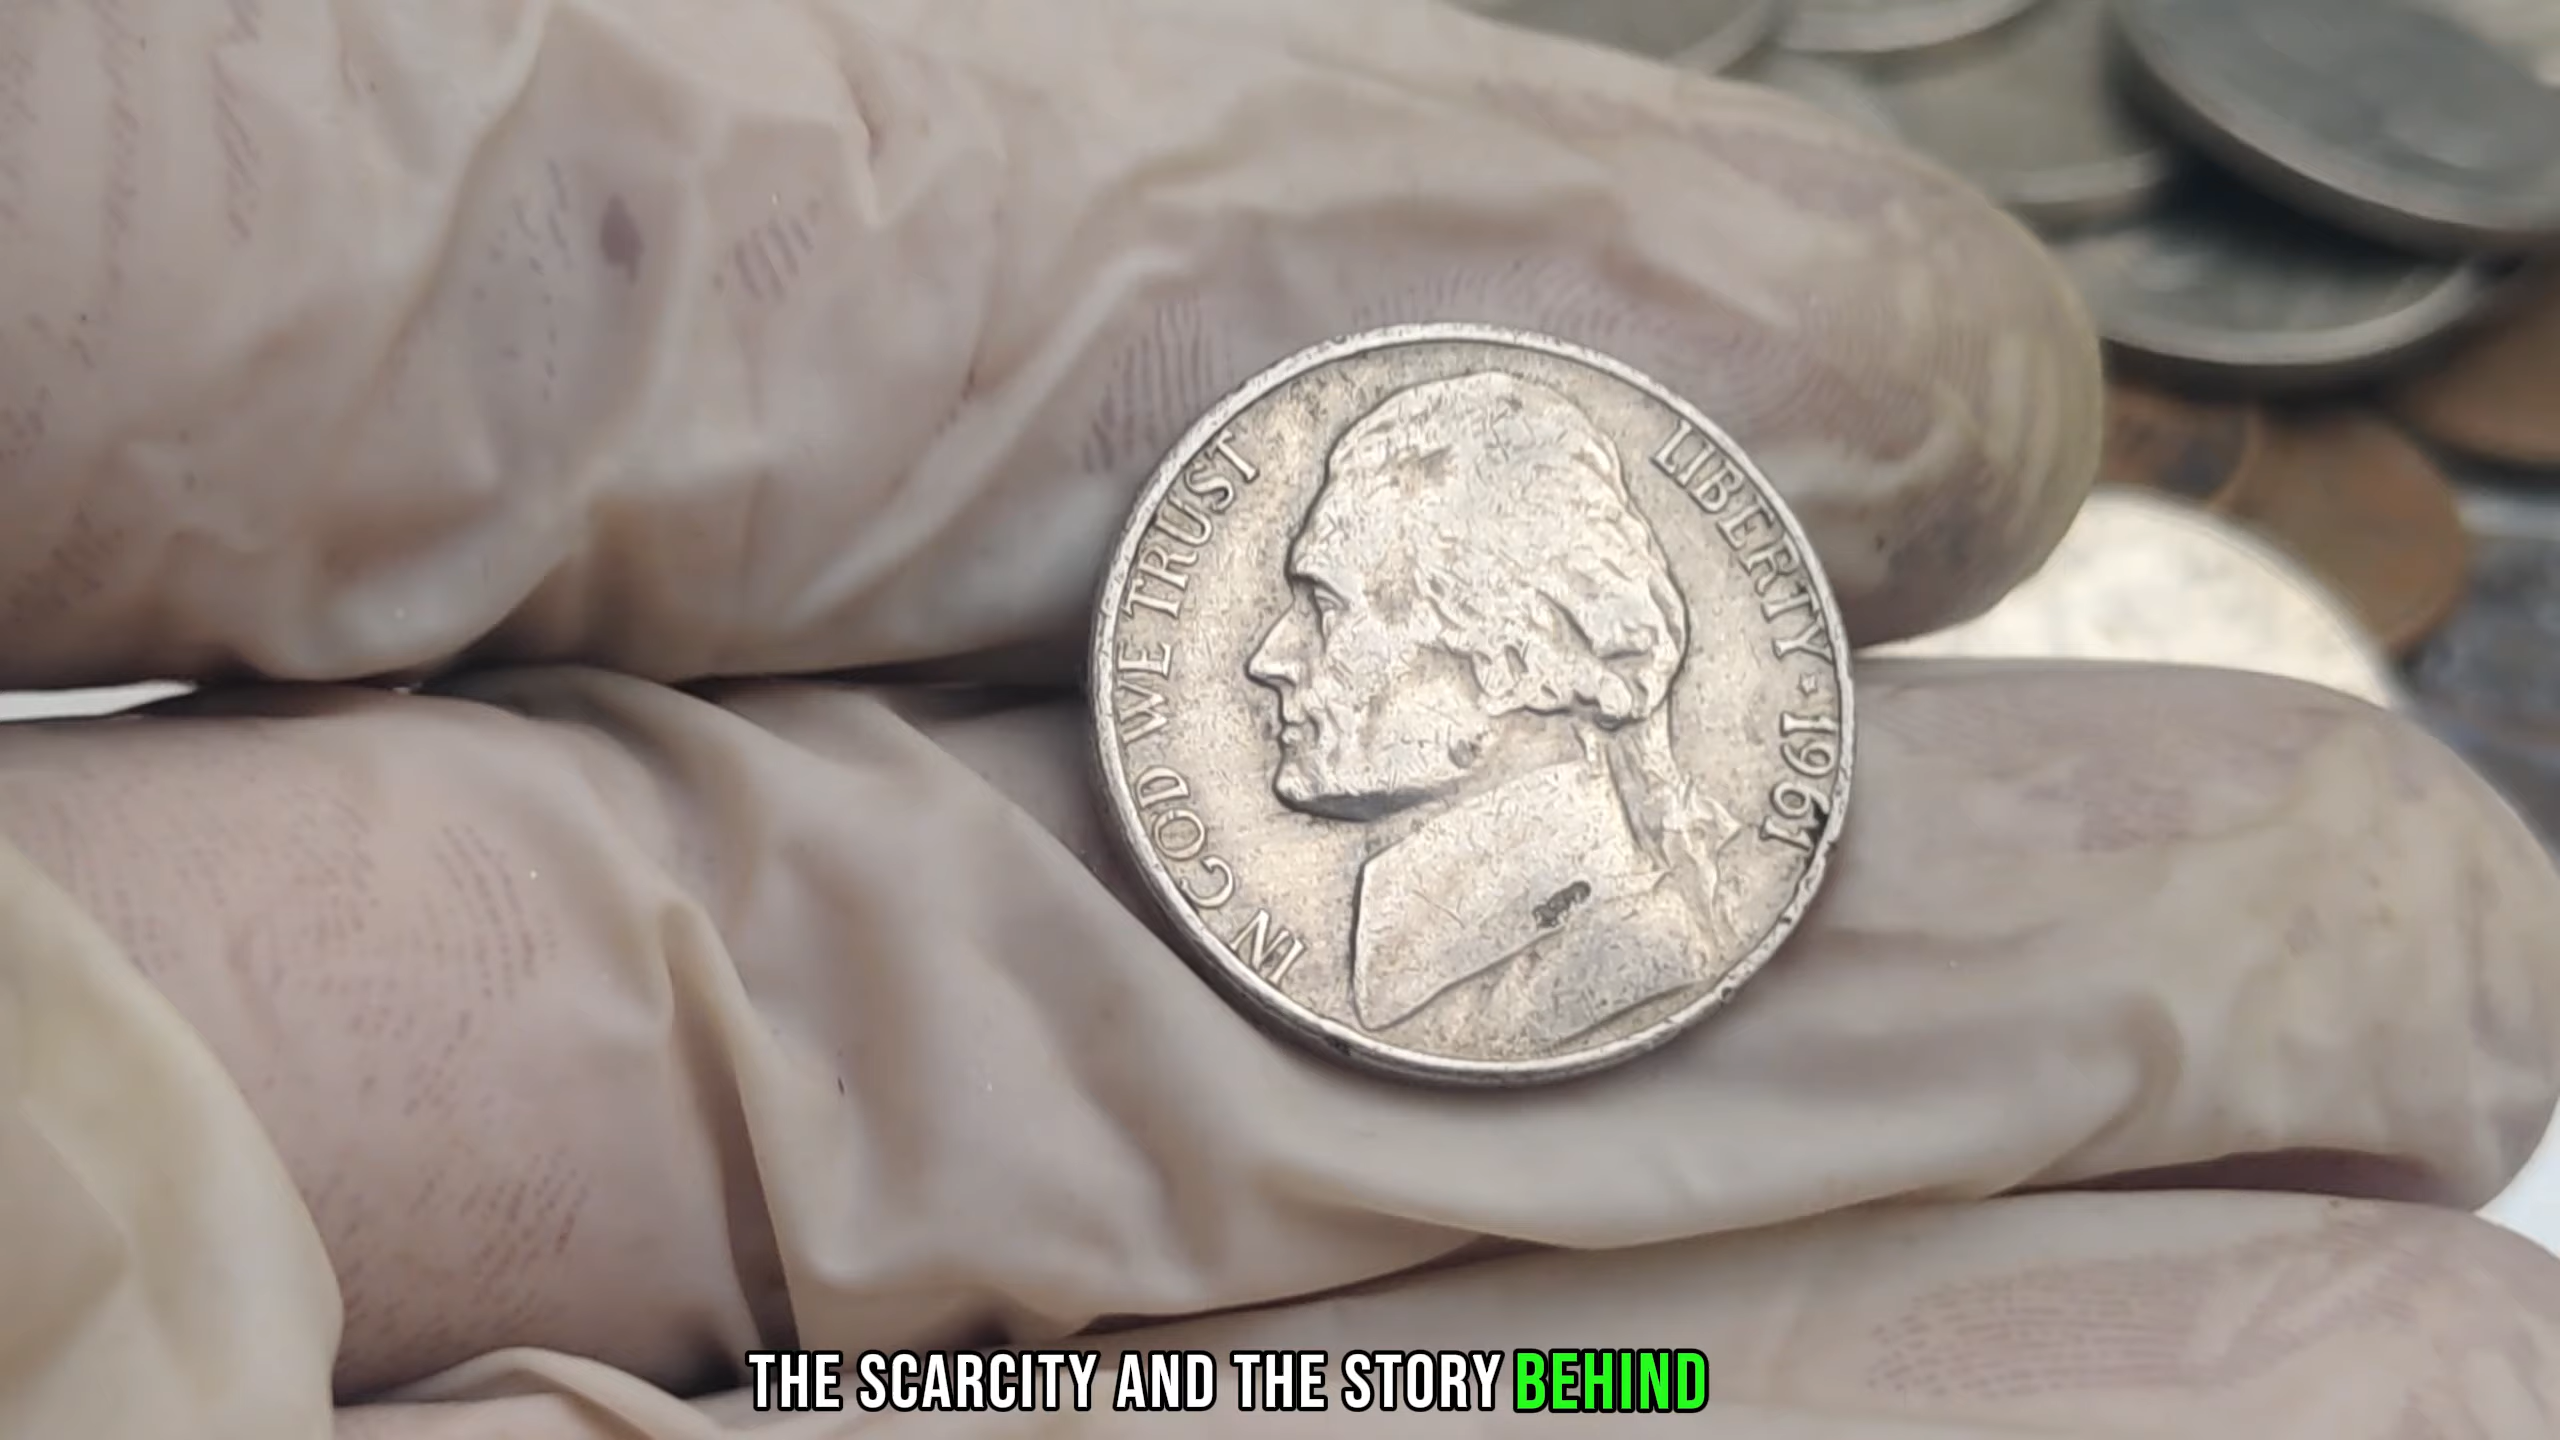 IN GOD WE TRUST
LIBERTY ★ 1961
THE SCARCITY AND THE STORY BEHIND